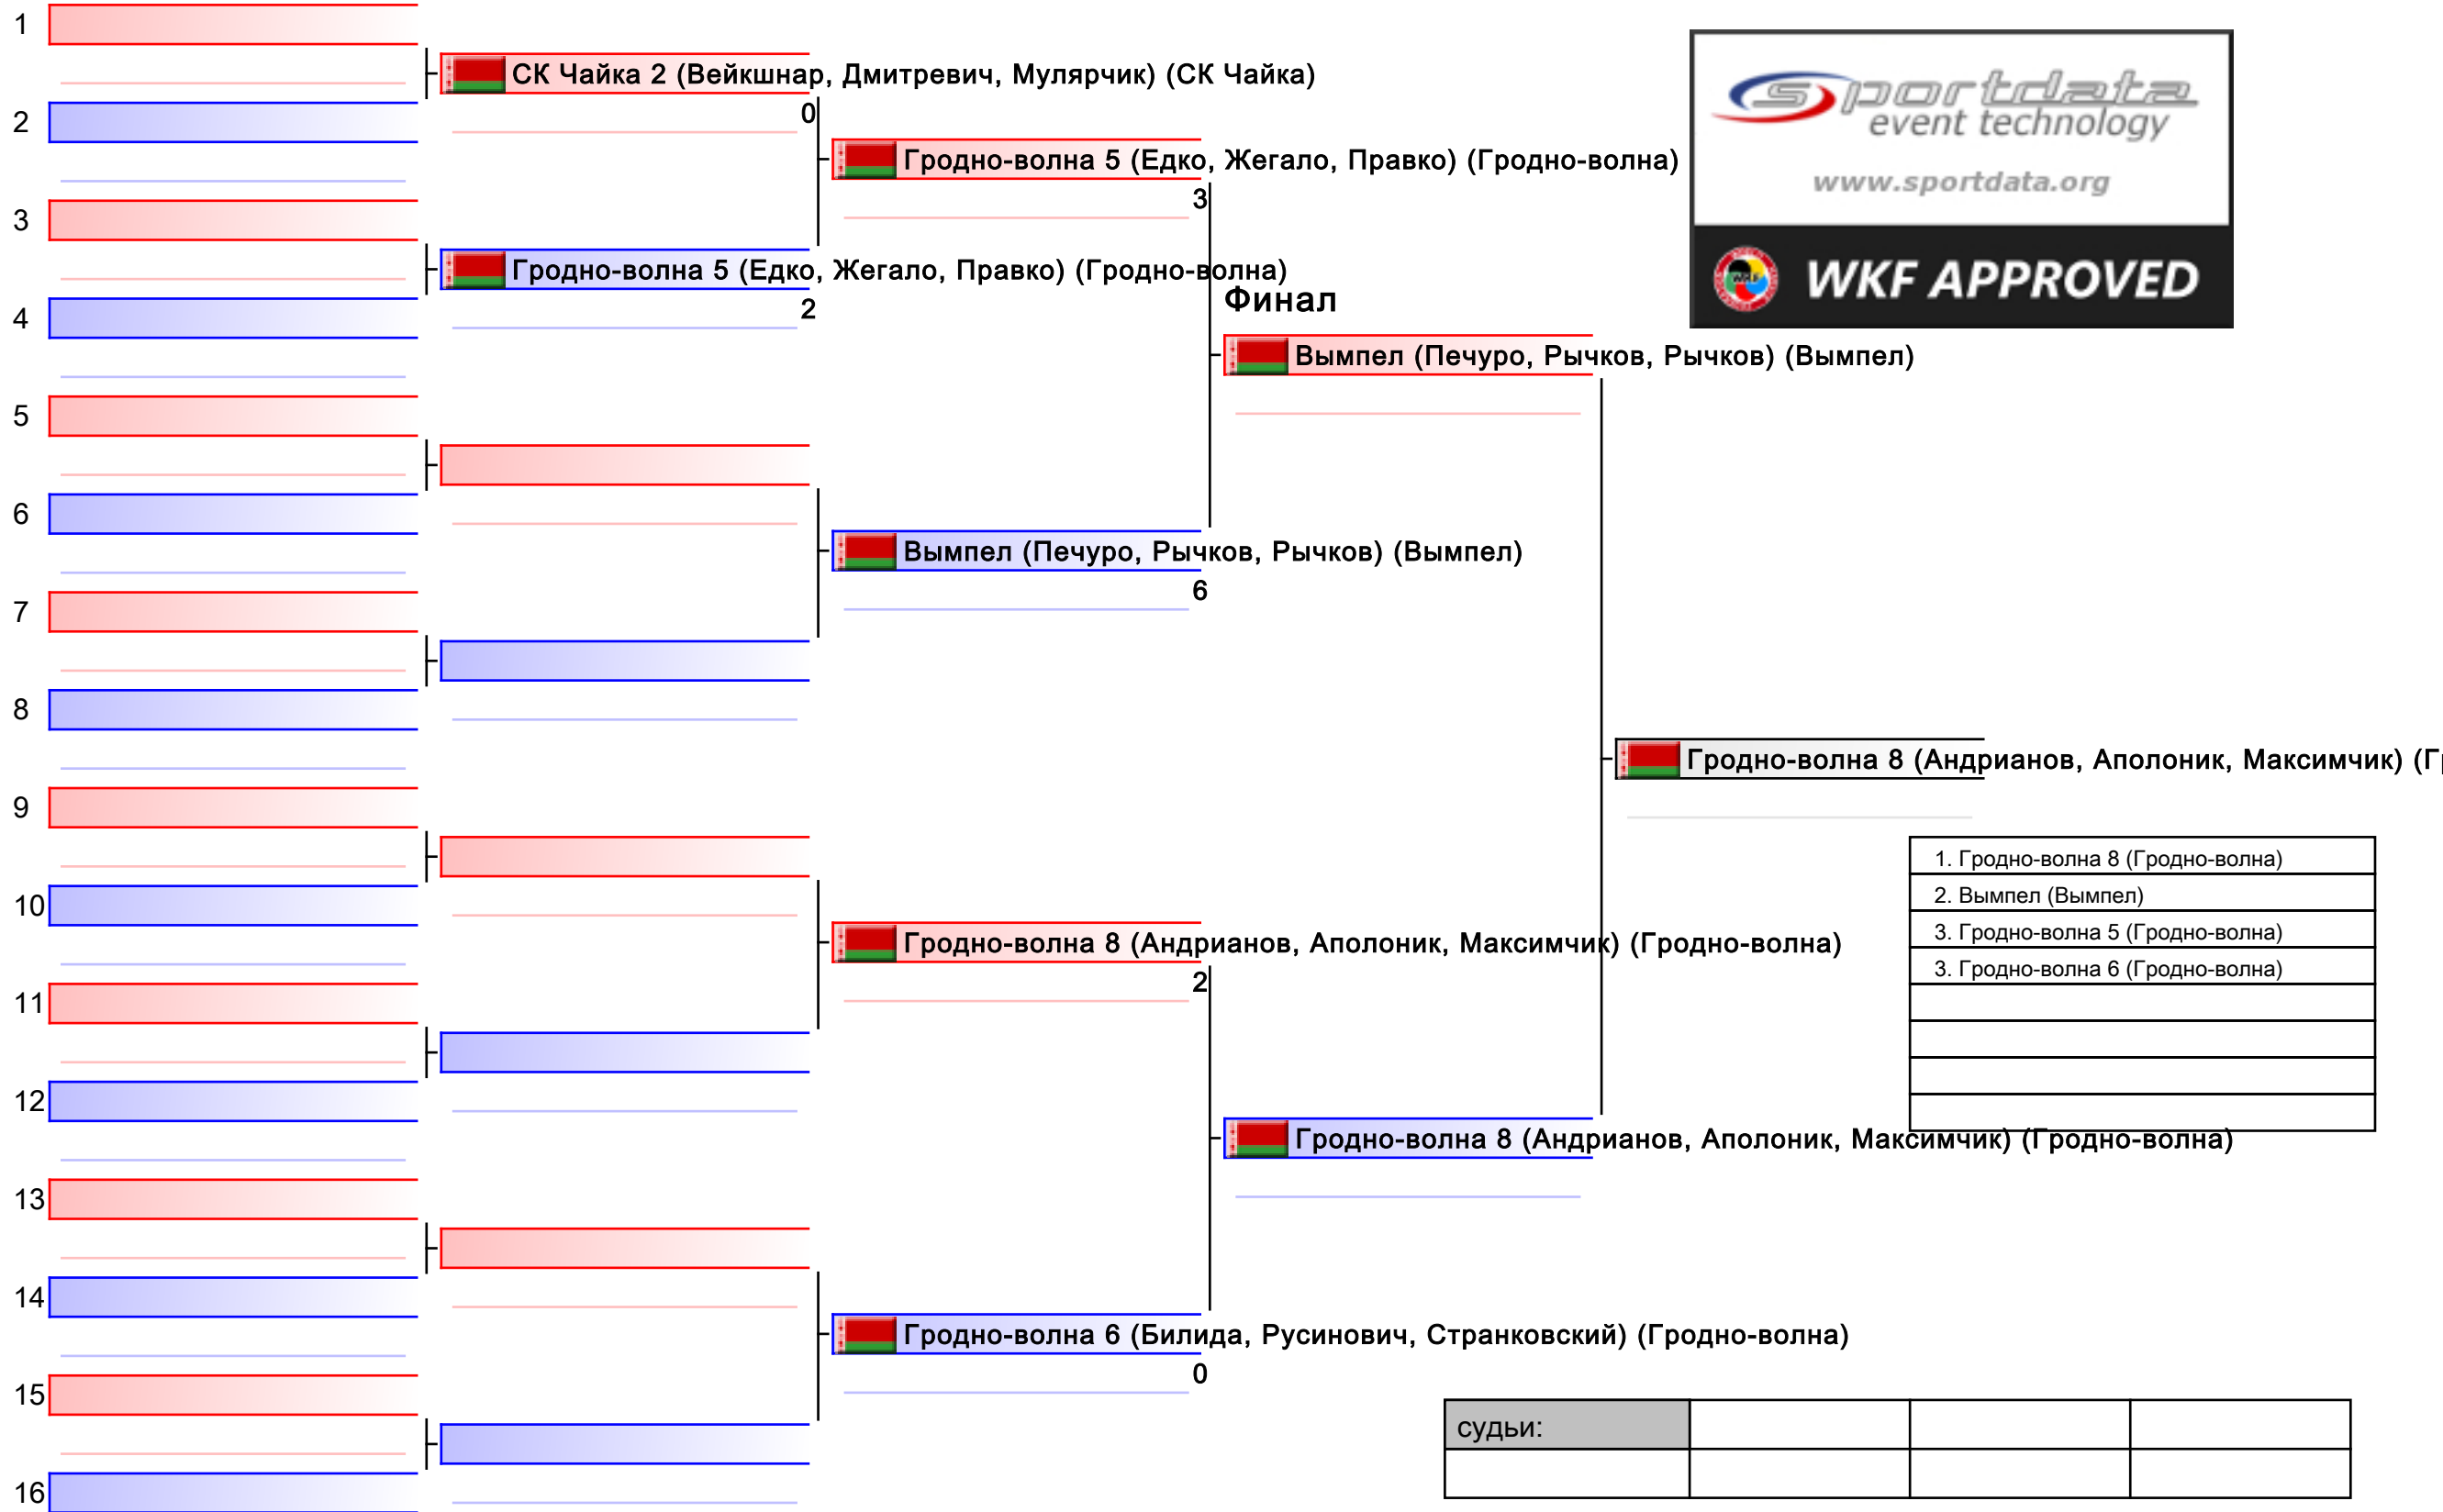 1
СК Чайка 2 (Вейкшнар, Дмитревич, Мулярчик) (СК Чайка)
0
2
Гродно-волна 5 (Едко, Жегало, Правко) (Гродно-волна)
3
3
Гродно-волна 5 (Едко, Жегало, Правко) (Гродно-волна)
2
4
Финал
Вымпел (Печуро, Рычков, Рычков) (Вымпел)
5
6
Вымпел (Печуро, Рычков, Рычков) (Вымпел)
6
7
8
Гродно-волна 8 (Андрианов, Аполоник, Максимчик) (Гр
9
10
Гродно-волна 8 (Андрианов, Аполоник, Максимчик) (Гродно-волна)
2
11
12
Гродно-волна 8 (Андрианов, Аполоник, Максимчик) (Гродно-волна)
13
14
Гродно-волна 6 (Билида, Русинович, Странковский) (Гродно-волна)
0
15
16
sportdata
event technology
www.sportdata.org
WKF
WKF APPROVED
1. Гродно-волна 8 (Гродно-волна)
2. Вымпел (Вымпел)
3. Гродно-волна 5 (Гродно-волна)
3. Гродно-волна 6 (Гродно-волна)
судьи: